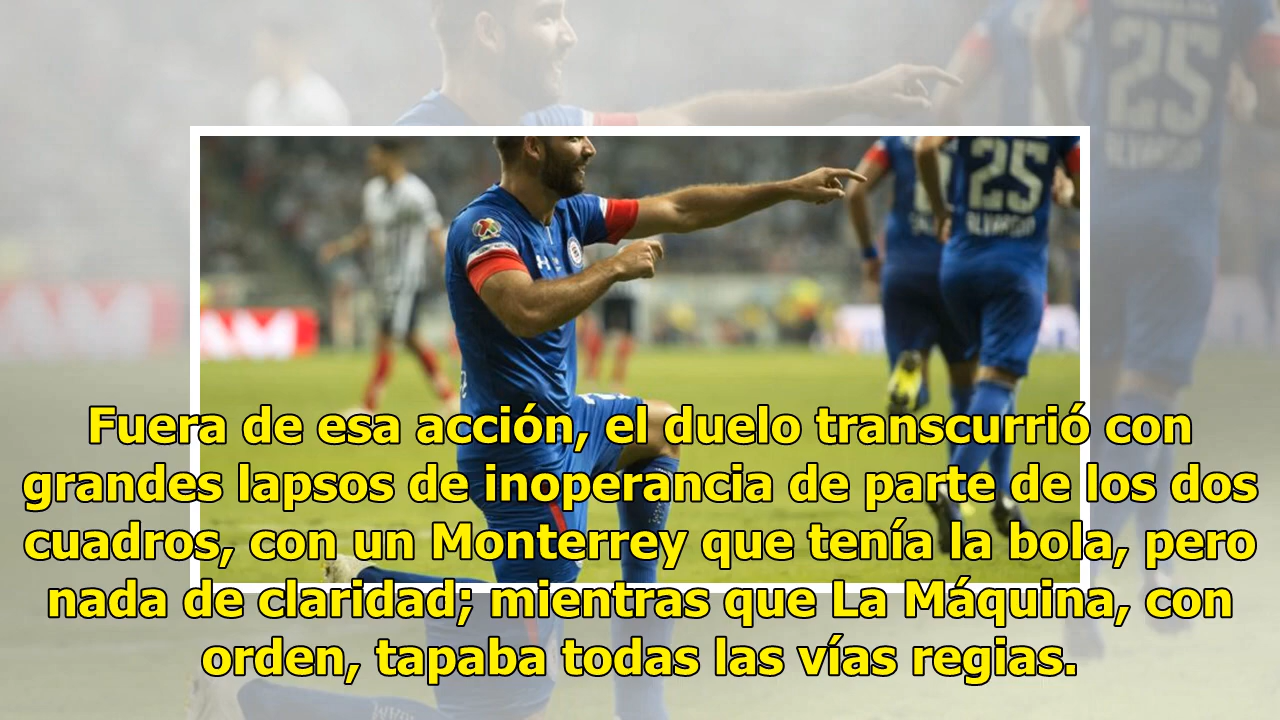 25
25
Fuera de esa acción, el duelo transcurrió con
grandes lapsos de inoperancia de parte de los dos
cuadros, con un Monterrey que tenía la bola, pero
nada de claridad; mientras que La Máquina, con
orden, tapaba todas las vías regias.